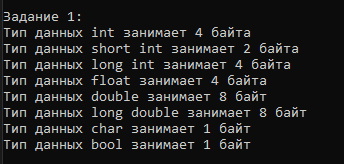 Задание 1:
Тип данных int занимает 4 байта
Тип данных short int занимает 2 байта
Тип данных long int занимает 4 байта
Тип данных float занимает 4 байта
Тип данных double занимает 8 байт
Тип данных long double занимает 8 байт
Тип данных char занимает 1 байт
Тип данных bool занимает 1 байт